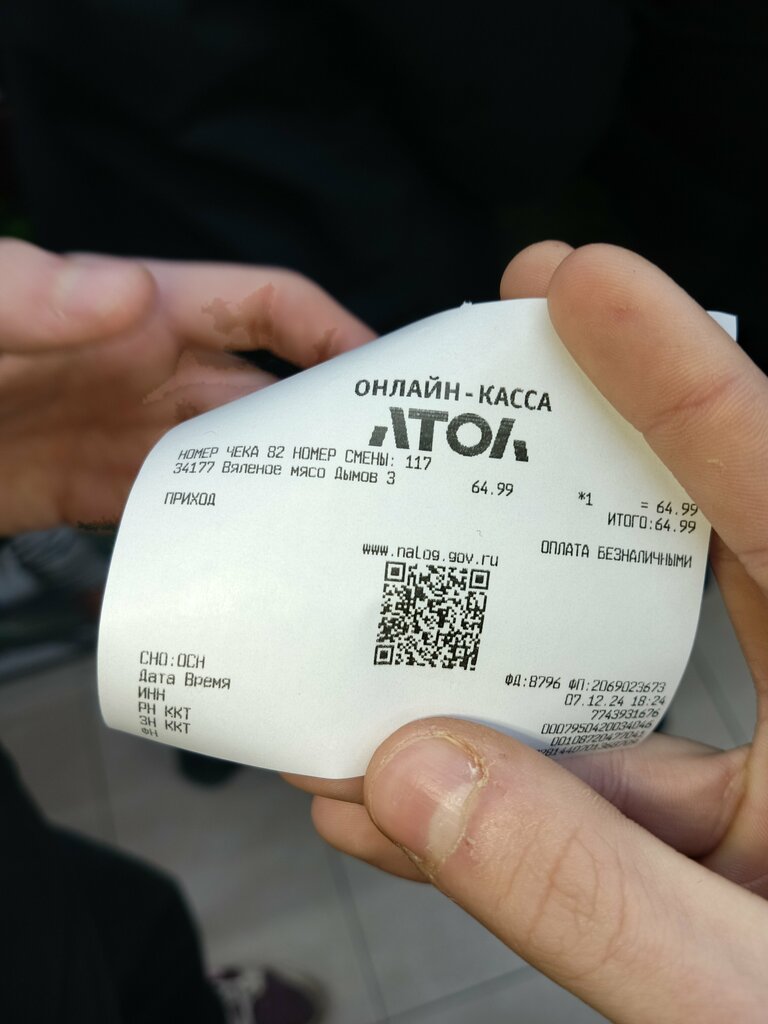 ОНЛАЙН-КАССА
АТОЛ
НОМЕР ЧЕКА 82 НОМЕР СМЕНЫ: 117
34177 Вяленое мясо Дымов 3
64.99 *1 = 64.99
ИТОГО:64.99
ПРИХОД
ОПЛАТА БЕЗНАЛИЧНЫМИ
www.nalog.gov.ru
СНО:ОСН ФД:8796 ФП:2069023673
Дата Время 07.12.24 18:24
ИНН 7743931676
РН ККТ 0007950420034046
ЗН ККТ 00108720477041
ФН